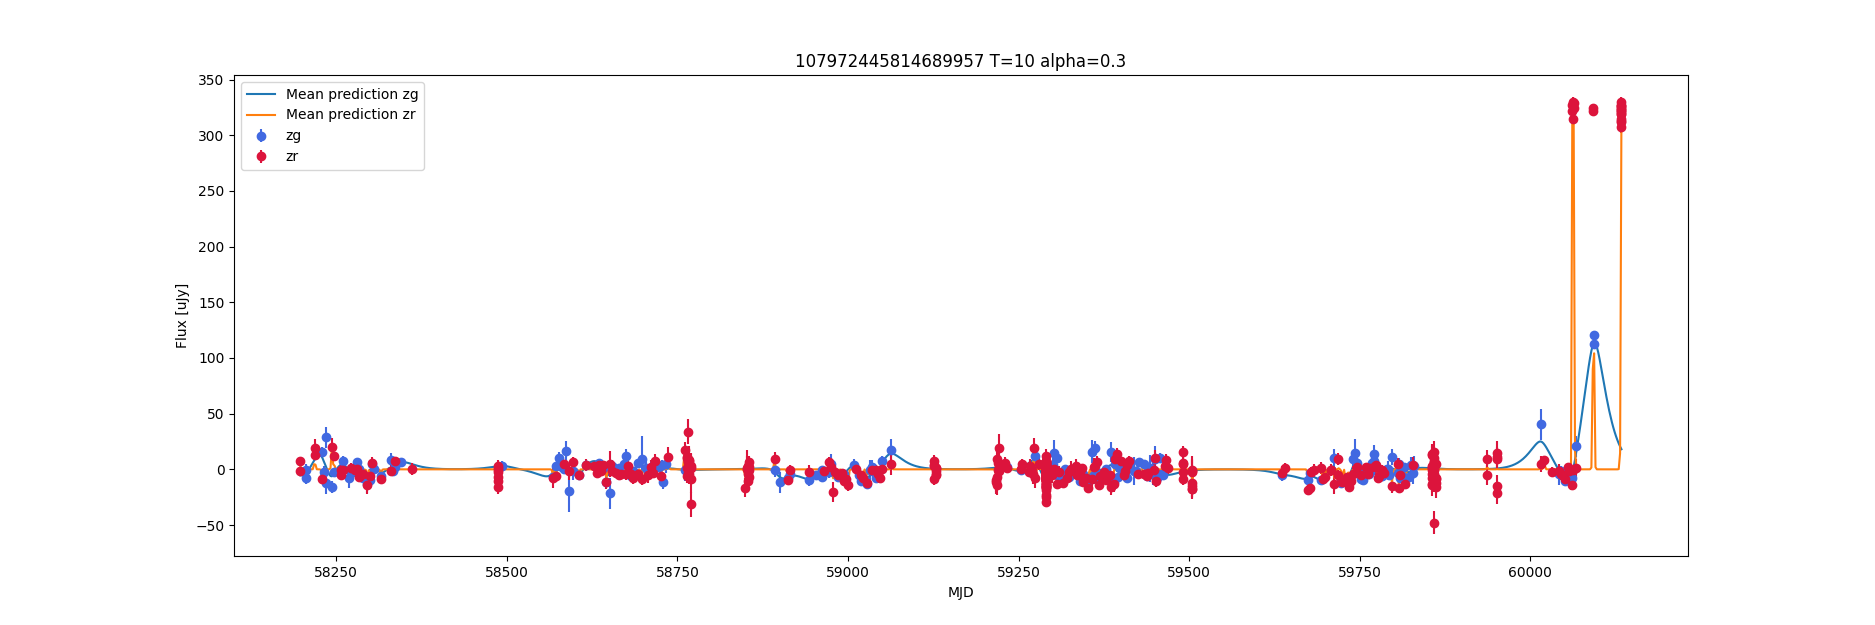 107972445814689957 T=10 alpha=0.3
350
300
250
200
150
100
50
0
−50
Flux [uJy]
Mean prediction zg
Mean prediction zr
zg
zr
58250 58500 58750 59000 59250 59500 59750 60000
MJD